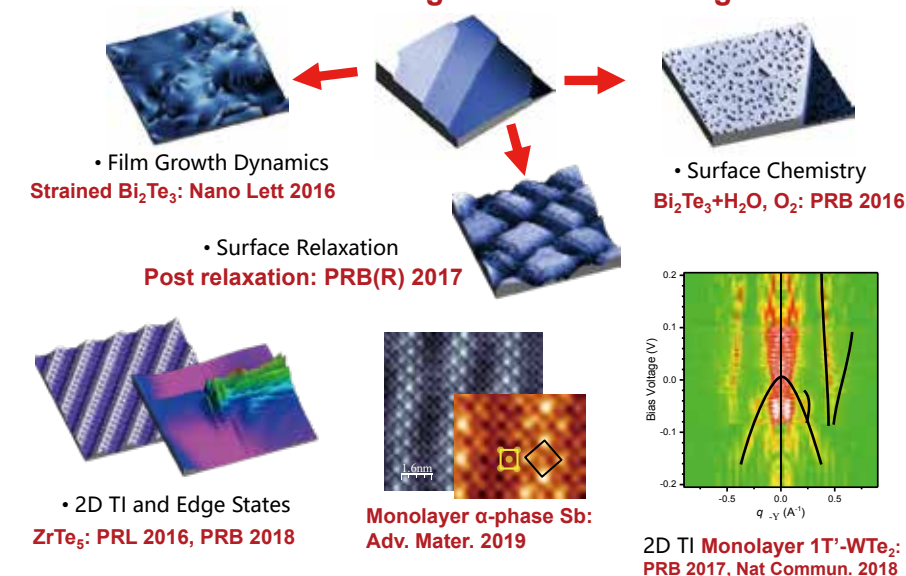 • Film Growth Dynamics
Strained Bi₂Te₃: Nano Lett 2016
• Surface Chemistry
Bi₂Te₃+H₂O, O₂: PRB 2016
• Surface Relaxation
Post relaxation: PRB(R) 2017
0.2
0.1
0.0
-0.1
-0.2
Bias Voltage (V)
-0.5 0.0 0.5
q -Y (A⁻¹)
1.6nm
• 2D TI and Edge States
ZrTe₅: PRL 2016, PRB 2018
Monolayer α-phase Sb:
Adv. Mater. 2019
2D TI Monolayer 1T'-WTe₂:
PRB 2017, Nat Commun. 2018